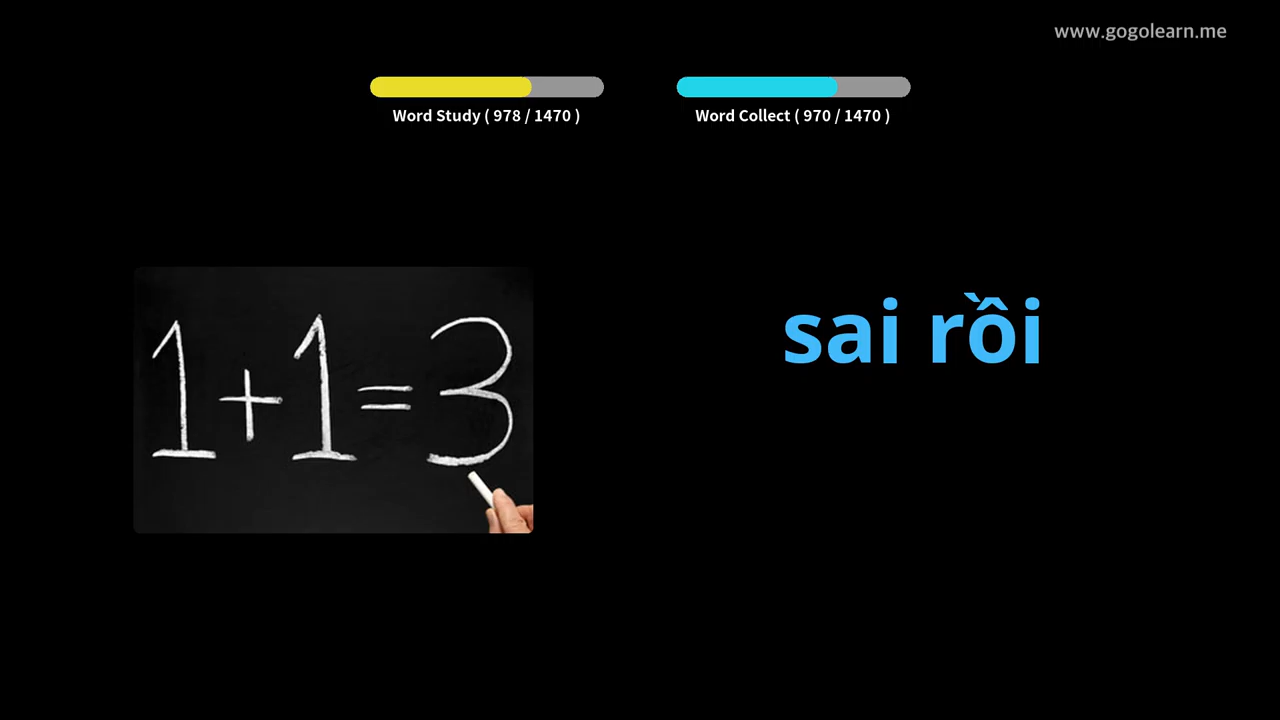 www.gogolearn.me
Word Study ( 978 / 1470 )
Word Collect ( 970 / 1470 )
1+1=3
sai rồi